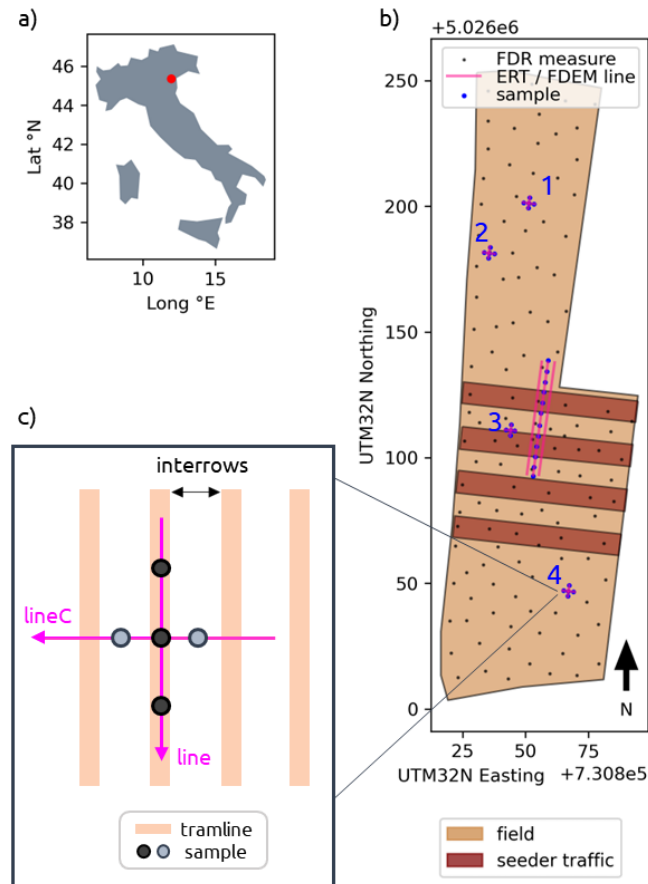 a)
Lat °N
46
44
42
40
38
10
15
Long °E
b)
+5.026e6
FDR measure
ERT / FDEM line
sample
UTM32N Northing
250
200
150
100
50
0
1
2
3
4
N
25
50
75
UTM32N Easting
+7.308e5
field
seeder traffic
c)
interrows
lineC
line
tramline
sample